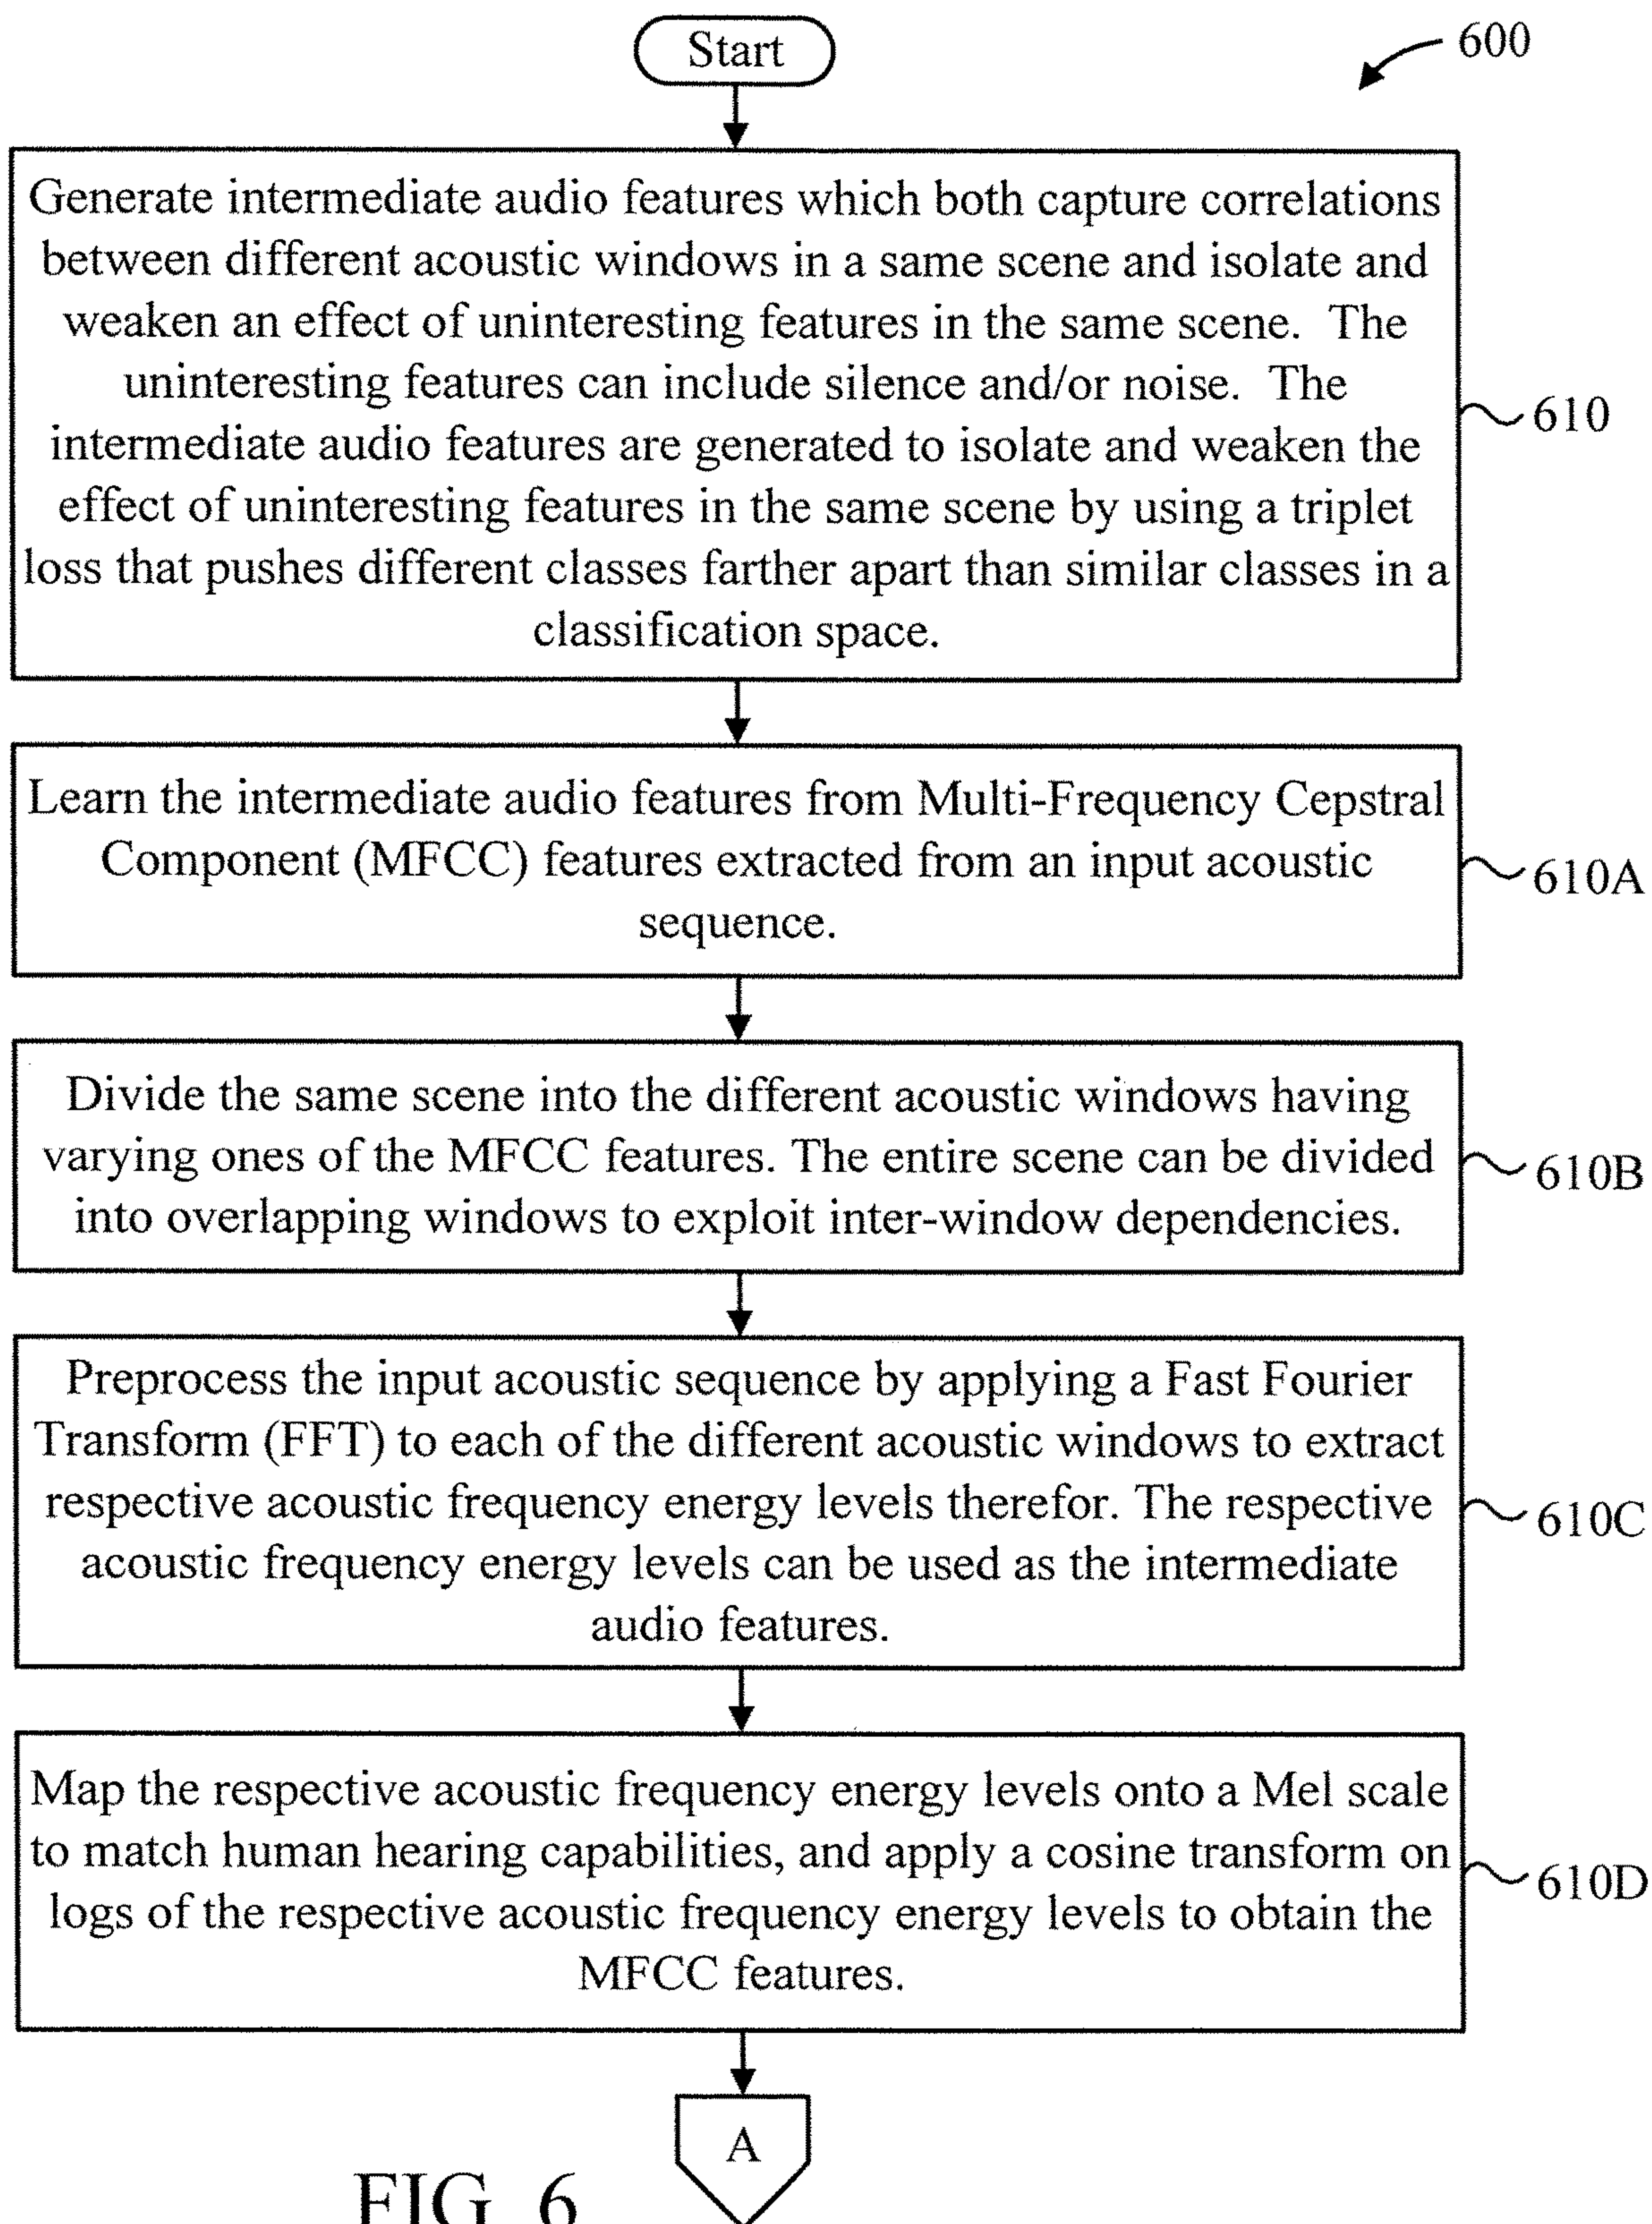 Start
600
Generate intermediate audio features which both capture correlations
between different acoustic windows in a same scene and isolate and
weaken an effect of uninteresting features in the same scene. The
uninteresting features can include silence and/or noise. The
intermediate audio features are generated to isolate and weaken the
effect of uninteresting features in the same scene by using a triplet
loss that pushes different classes farther apart than similar classes in a
classification space.
610
Learn the intermediate audio features from Multi-Frequency Cepstral
Component (MFCC) features extracted from an input acoustic
sequence.
610A
Divide the same scene into the different acoustic windows having
varying ones of the MFCC features. The entire scene can be divided
into overlapping windows to exploit inter-window dependencies.
610B
Preprocess the input acoustic sequence by applying a Fast Fourier
Transform (FFT) to each of the different acoustic windows to extract
respective acoustic frequency energy levels therefor. The respective
acoustic frequency energy levels can be used as the intermediate
audio features.
610C
Map the respective acoustic frequency energy levels onto a Mel scale
to match human hearing capabilities, and apply a cosine transform on
logs of the respective acoustic frequency energy levels to obtain the
MFCC features.
610D
A
FIG. 6